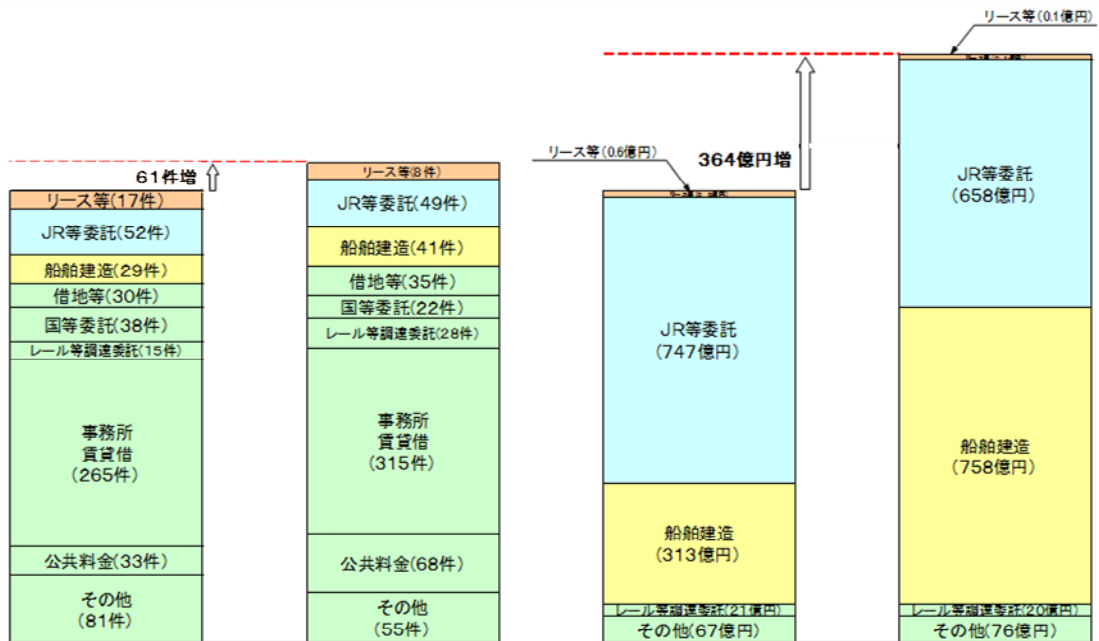 61件増
リース等(17件)
JR等委託(52件)
船舶建造(29件)
借地等(30件)
国等委託(38件)
レール等調達委託(15件)
事務所
賃貸借
(265件)
公共料金(33件)
その他
(81件)
リース等(8件)
JR等委託(49件)
船舶建造(41件)
借地等(35件)
国等委託(22件)
レール等調達委託(28件)
事務所
賃貸借
(315件)
公共料金(68件)
その他
(55件)
364億円増
リース等(0.6億円)
JR等委託
(747億円)
船舶建造
(313億円)
レール等調達委託(21億円)
その他(67億円)
リース等(0.1億円)
JR等委託
(658億円)
船舶建造
(758億円)
レール等調達委託(20億円)
その他(76億円)